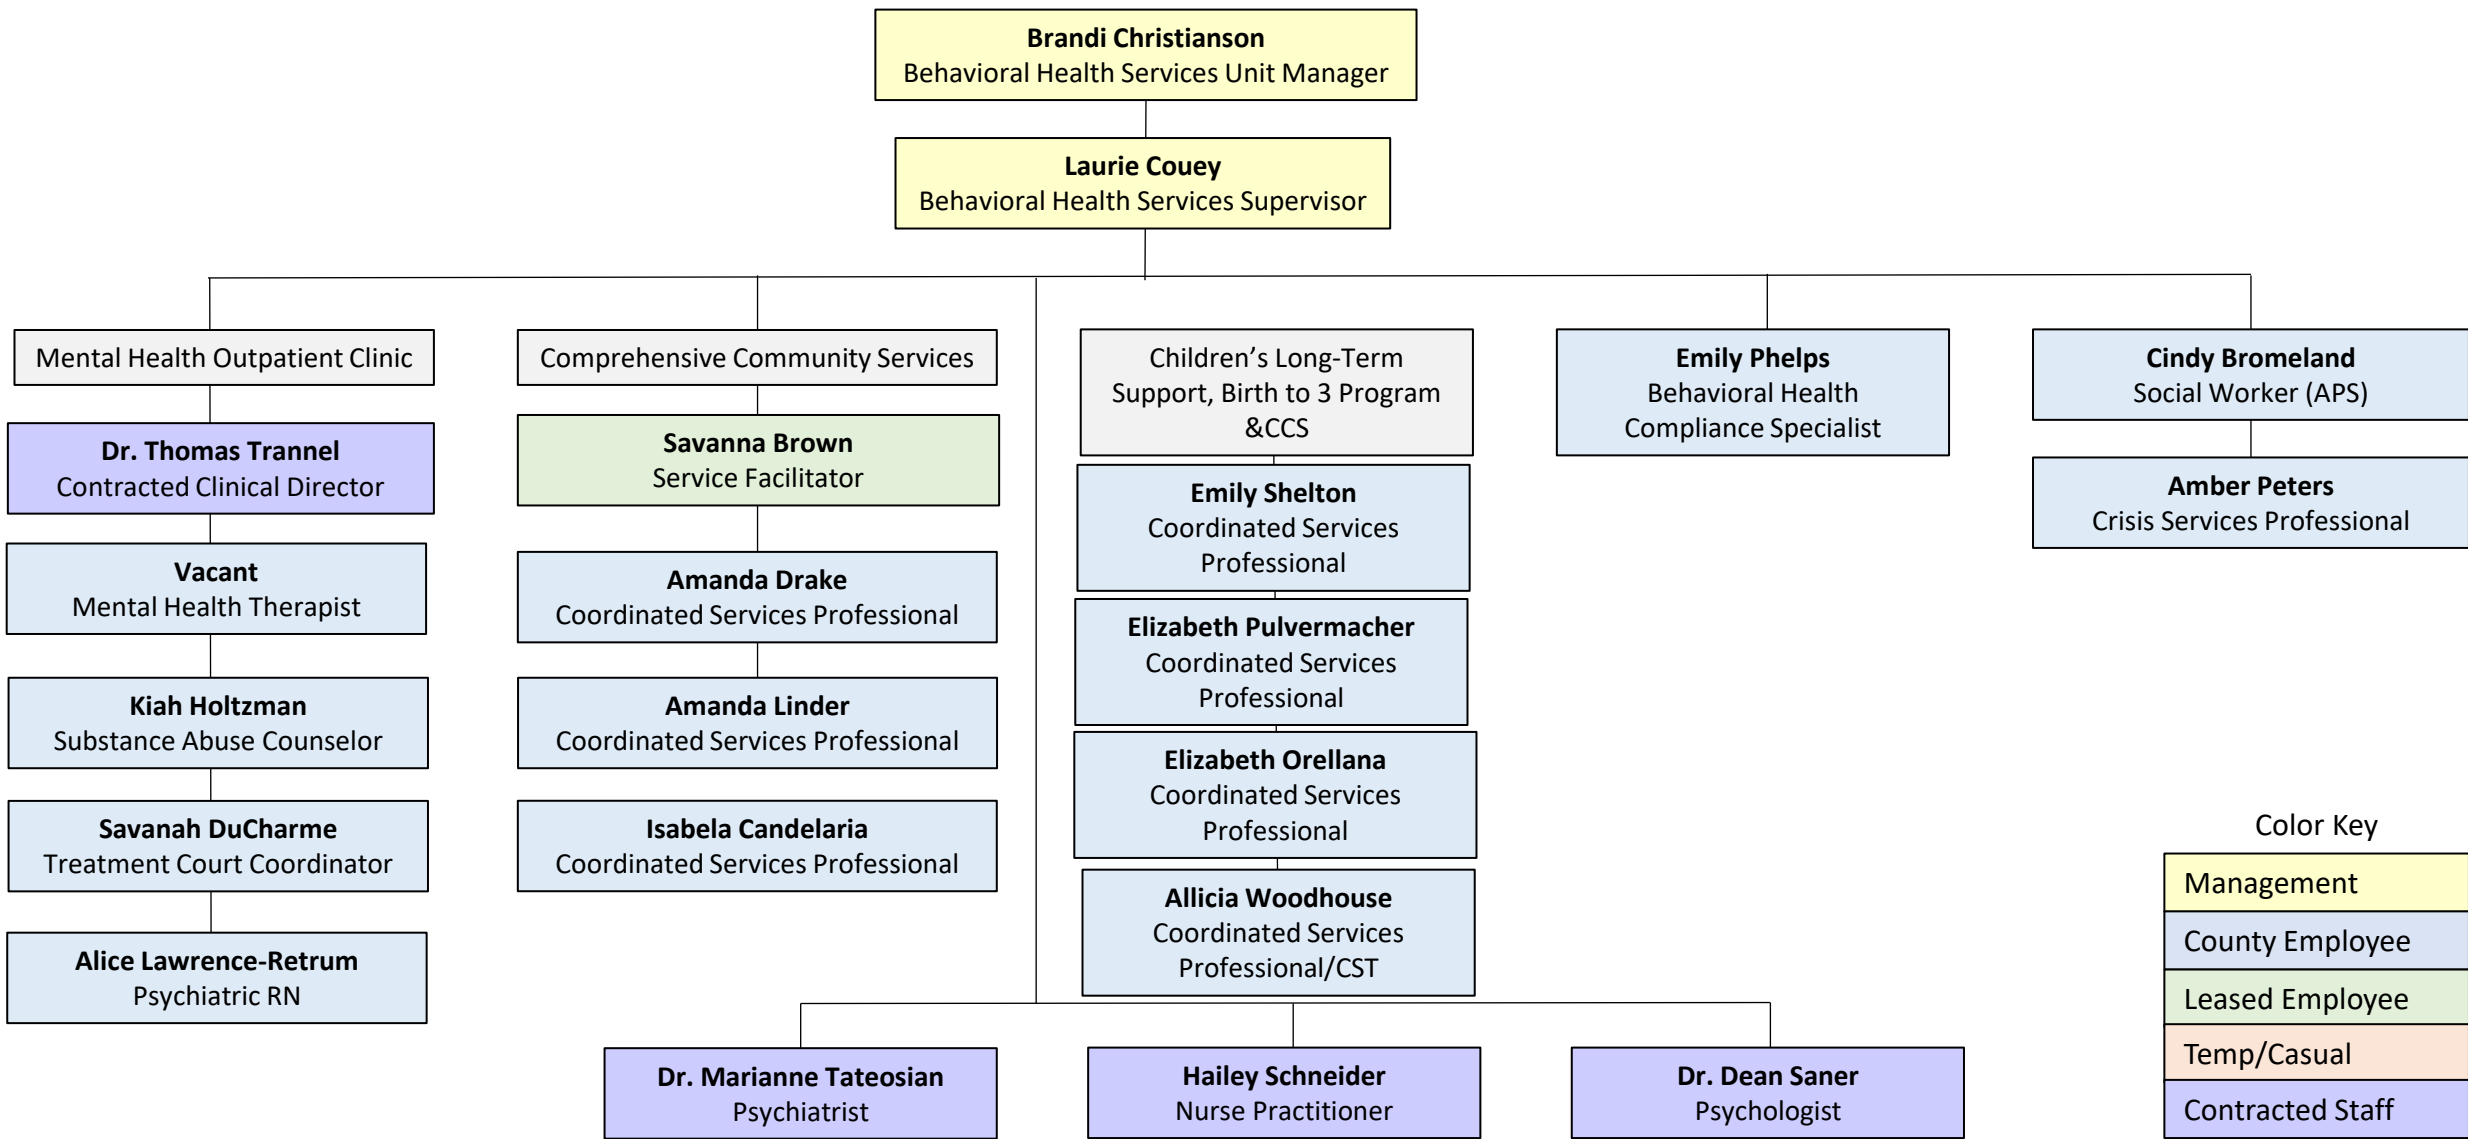 Brandi Christianson
Behavioral Health Services Unit Manager
Laurie Couey
Behavioral Health Services Supervisor
Mental Health Outpatient Clinic
Dr. Thomas Trannel
Contracted Clinical Director
Vacant
Mental Health Therapist
Kiah Holtzman
Substance Abuse Counselor
Savanah DuCharme
Treatment Court Coordinator
Alice Lawrence-Retrum
Psychiatric RN
Comprehensive Community Services
Savanna Brown
Service Facilitator
Amanda Drake
Coordinated Services Professional
Amanda Linder
Coordinated Services Professional
Isabela Candelaria
Coordinated Services Professional
Children’s Long-Term
Support, Birth to 3 Program
&CCS
Emily Shelton
Coordinated Services
Professional
Elizabeth Pulvermacher
Coordinated Services
Professional
Elizabeth Orellana
Coordinated Services
Professional
Allicia Woodhouse
Coordinated Services
Professional/CST
Emily Phelps
Behavioral Health
Compliance Specialist
Cindy Bromeland
Social Worker (APS)
Amber Peters
Crisis Services Professional
Dr. Marianne Tateosian
Psychiatrist
Hailey Schneider
Nurse Practitioner
Dr. Dean Saner
Psychologist
Color Key
Management
County Employee
Leased Employee
Temp/Casual
Contracted Staff